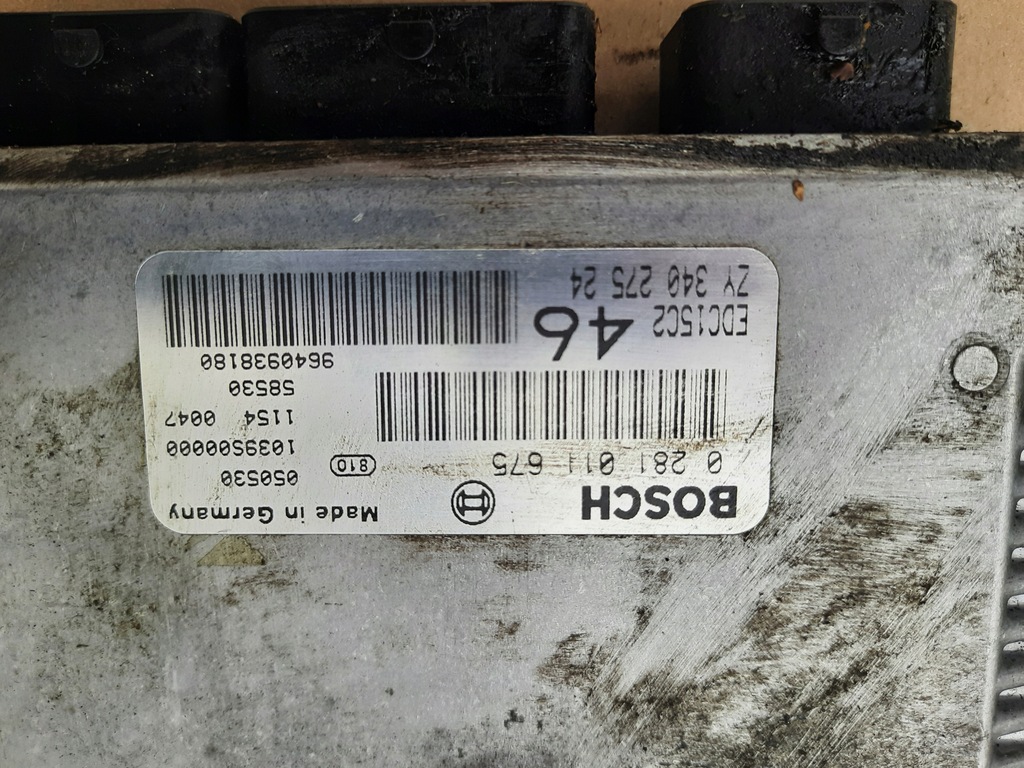 BOSCH
Made in Germany
0 281 011 675
810
050530
1039S00000
1154 0047
58530
9640938180
EDC15C2
46
ZY 340 275 24